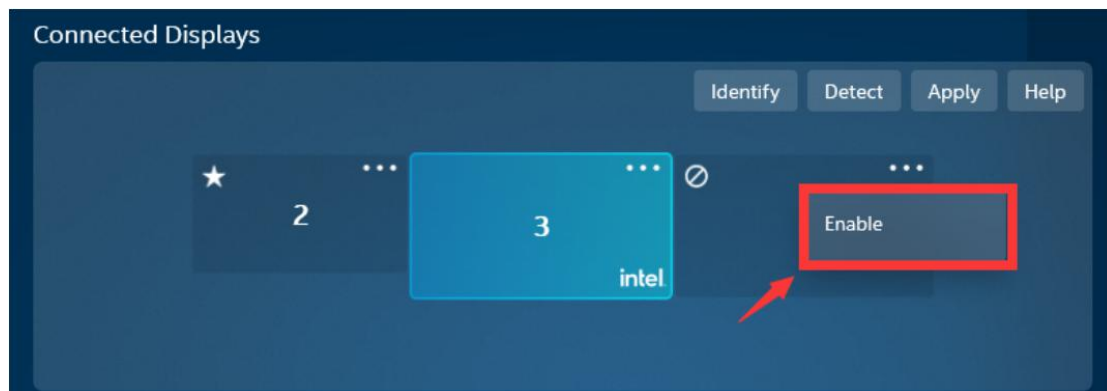 Connected Displays
Identify Detect Apply Help
2
3
intel
Enable